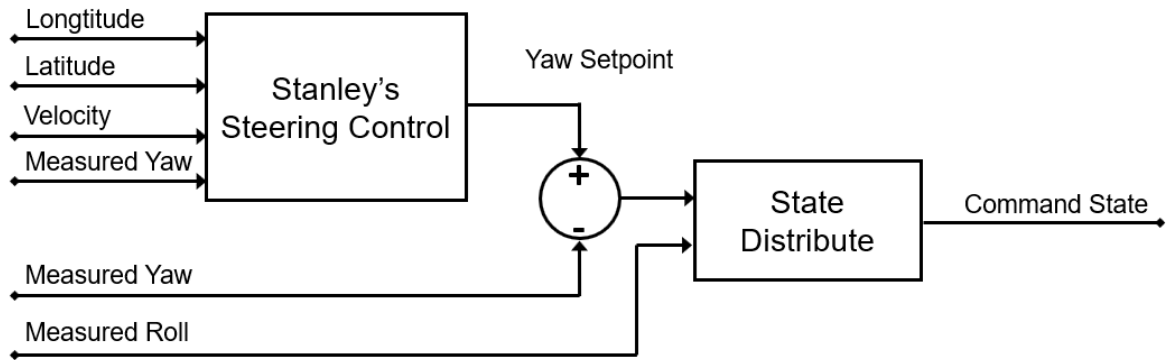 Longtitude
Latitude
Velocity
Measured Yaw
Stanley's
Steering Control
Yaw Setpoint
+
-
State
Distribute
Command State
Measured Yaw
Measured Roll